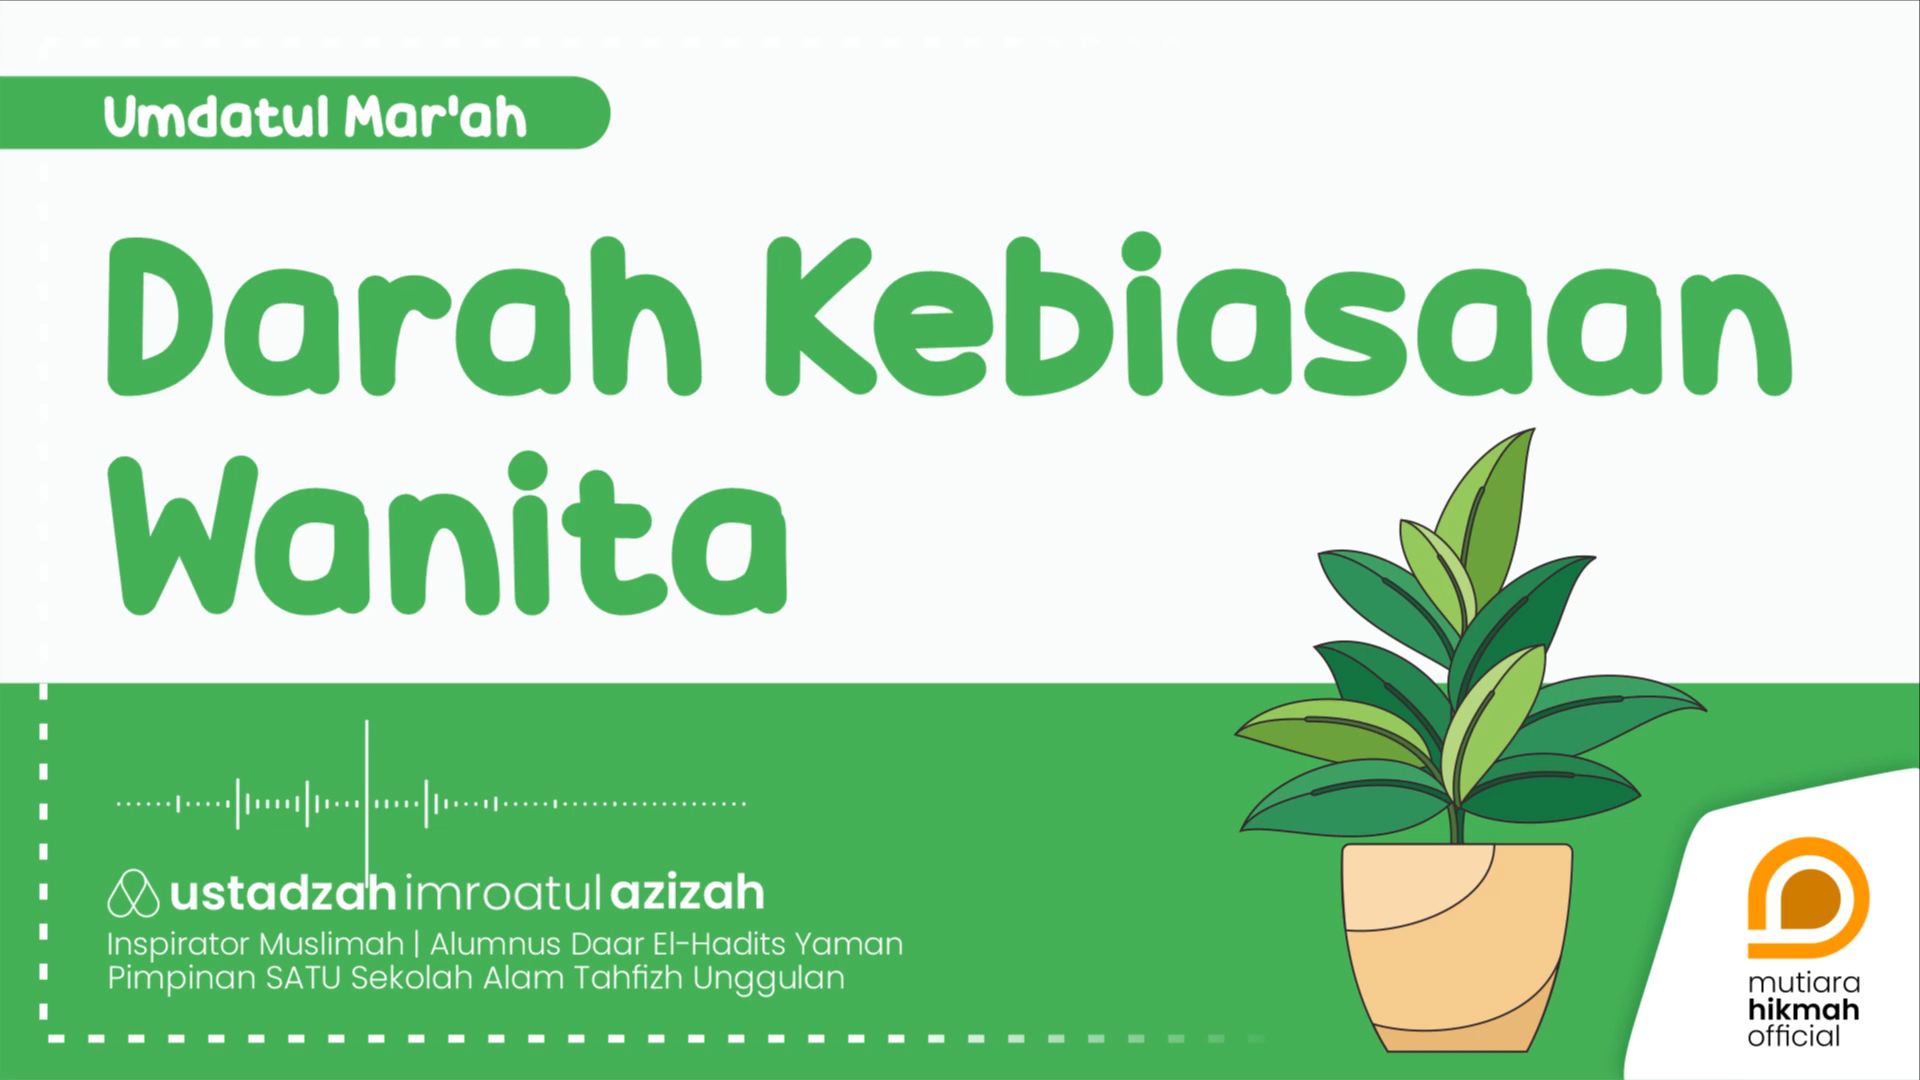 Umdatul Mar'ah
Darah Kebiasaan
Wanita
ustadzah imroatul azizah
Inspirator Muslimah | Alumnus Daar El-Hadits Yaman
Pimpinan SATU Sekolah Alam Tahfizh Unggulan
mutiara
hikmah
official